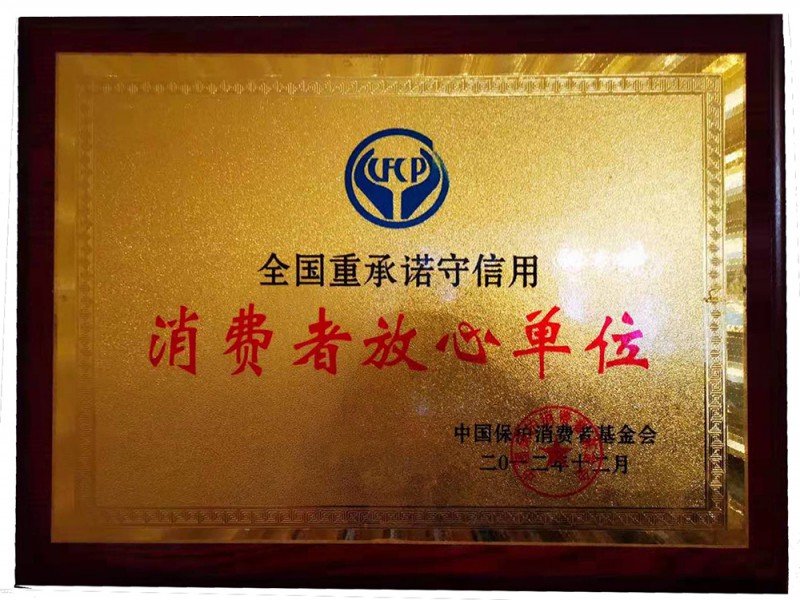 CFCP
全国重承诺守信用
消费者放心单位
中国保护消费者基金会
二〇一二年十二月